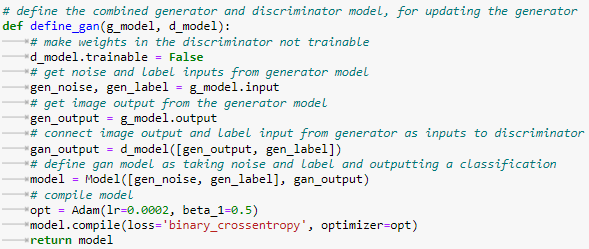 # define the combined generator and discriminator model, for updating the generator
def define_gan(g_model, d_model):
# make weights in the discriminator not trainable
d_model.trainable = False
# get noise and label inputs from generator model
gen_noise, gen_label = g_model.input
# get image output from the generator model
gen_output = g_model.output
# connect image output and label input from generator as inputs to discriminator
gan_output = d_model([gen_output, gen_label])
# define gan model as taking noise and label and outputting a classification
model = Model([gen_noise, gen_label], gan_output)
# compile model
opt = Adam(lr=0.0002, beta_1=0.5)
model.compile(loss='binary_crossentropy', optimizer=opt)
return model